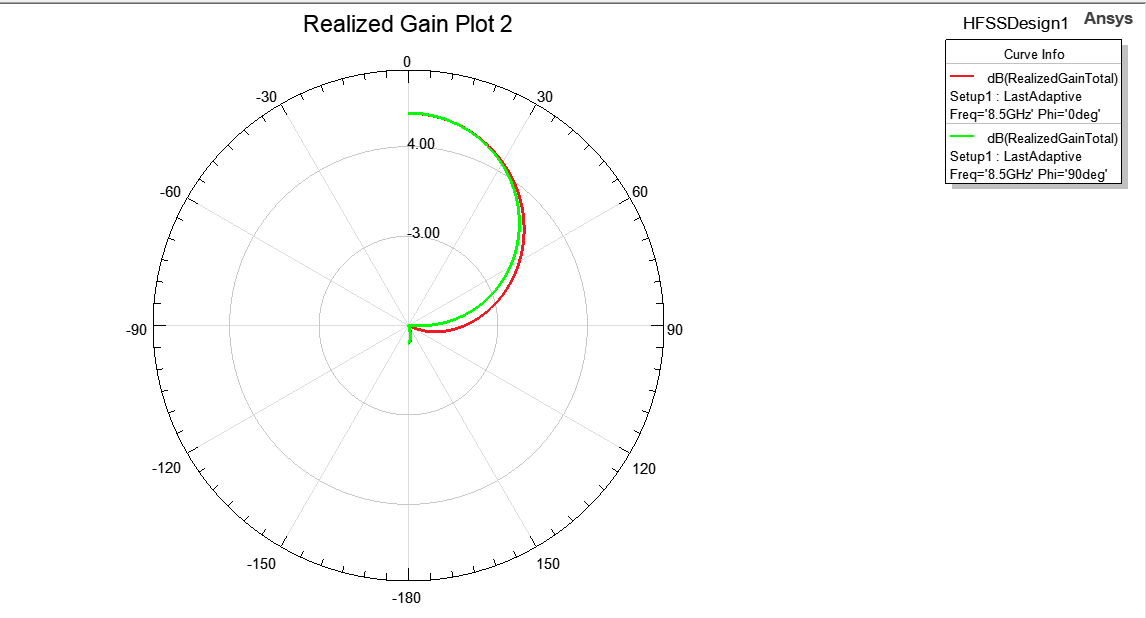 Realized Gain Plot 2
HFSSDesign1
Ansys
Curve Info
dB(RealizedGainTotal)
Setup1 : LastAdaptive
Freq='8.5GHz' Phi='0deg'
dB(RealizedGainTotal)
Setup1 : LastAdaptive
Freq='8.5GHz' Phi='90deg'
0
-30
30
4.00
-60
60
-3.00
-90
90
-120
120
-150
150
-180